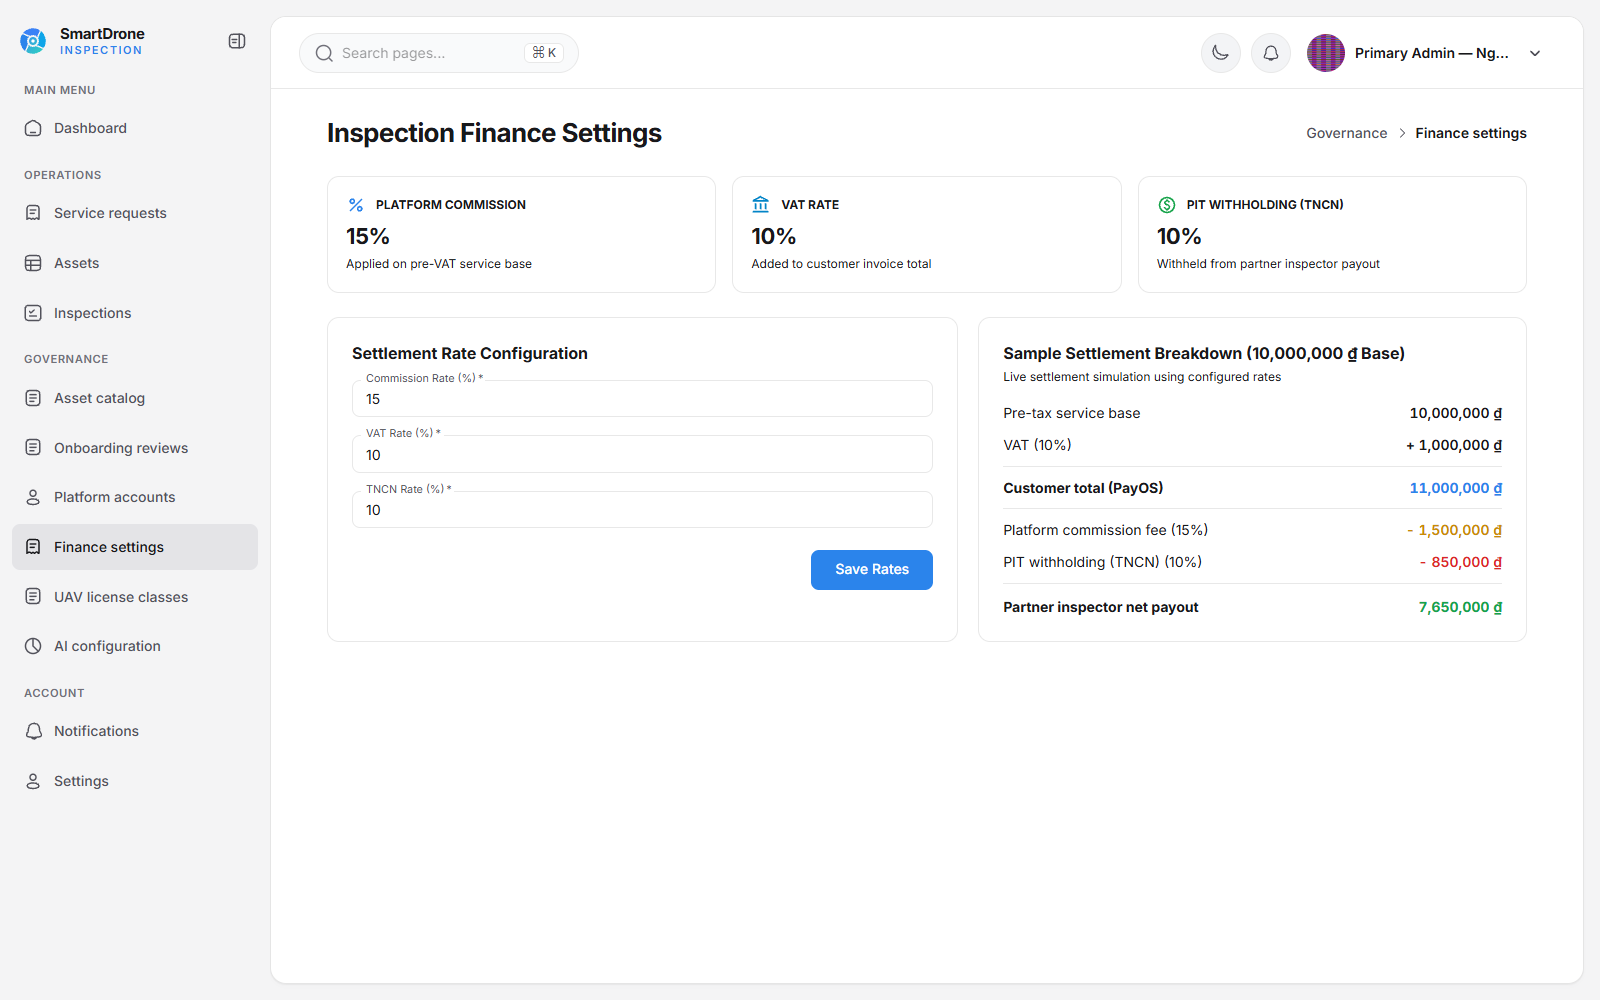 SmartDrone
INSPECTION
MAIN MENU
Dashboard
OPERATIONS
Service requests
Assets
Inspections
GOVERNANCE
Asset catalog
Onboarding reviews
Platform accounts
Finance settings
UAV license classes
AI configuration
ACCOUNT
Notifications
Settings
Search pages...
⌘ K
Primary Admin — Ng...
Inspection Finance Settings
Governance > Finance settings
PLATFORM COMMISSION
15%
Applied on pre-VAT service base
VAT RATE
10%
Added to customer invoice total
PIT WITHHOLDING (TNCN)
10%
Withheld from partner inspector payout
Settlement Rate Configuration
Commission Rate (%) *
15
VAT Rate (%) *
10
TNCN Rate (%) *
10
Save Rates
Sample Settlement Breakdown (10,000,000 ₫ Base)
Live settlement simulation using configured rates
Pre-tax service base 10,000,000 ₫
VAT (10%) + 1,000,000 ₫
Customer total (PayOS) 11,000,000 ₫
Platform commission fee (15%) - 1,500,000 ₫
PIT withholding (TNCN) (10%) - 850,000 ₫
Partner inspector net payout 7,650,000 ₫